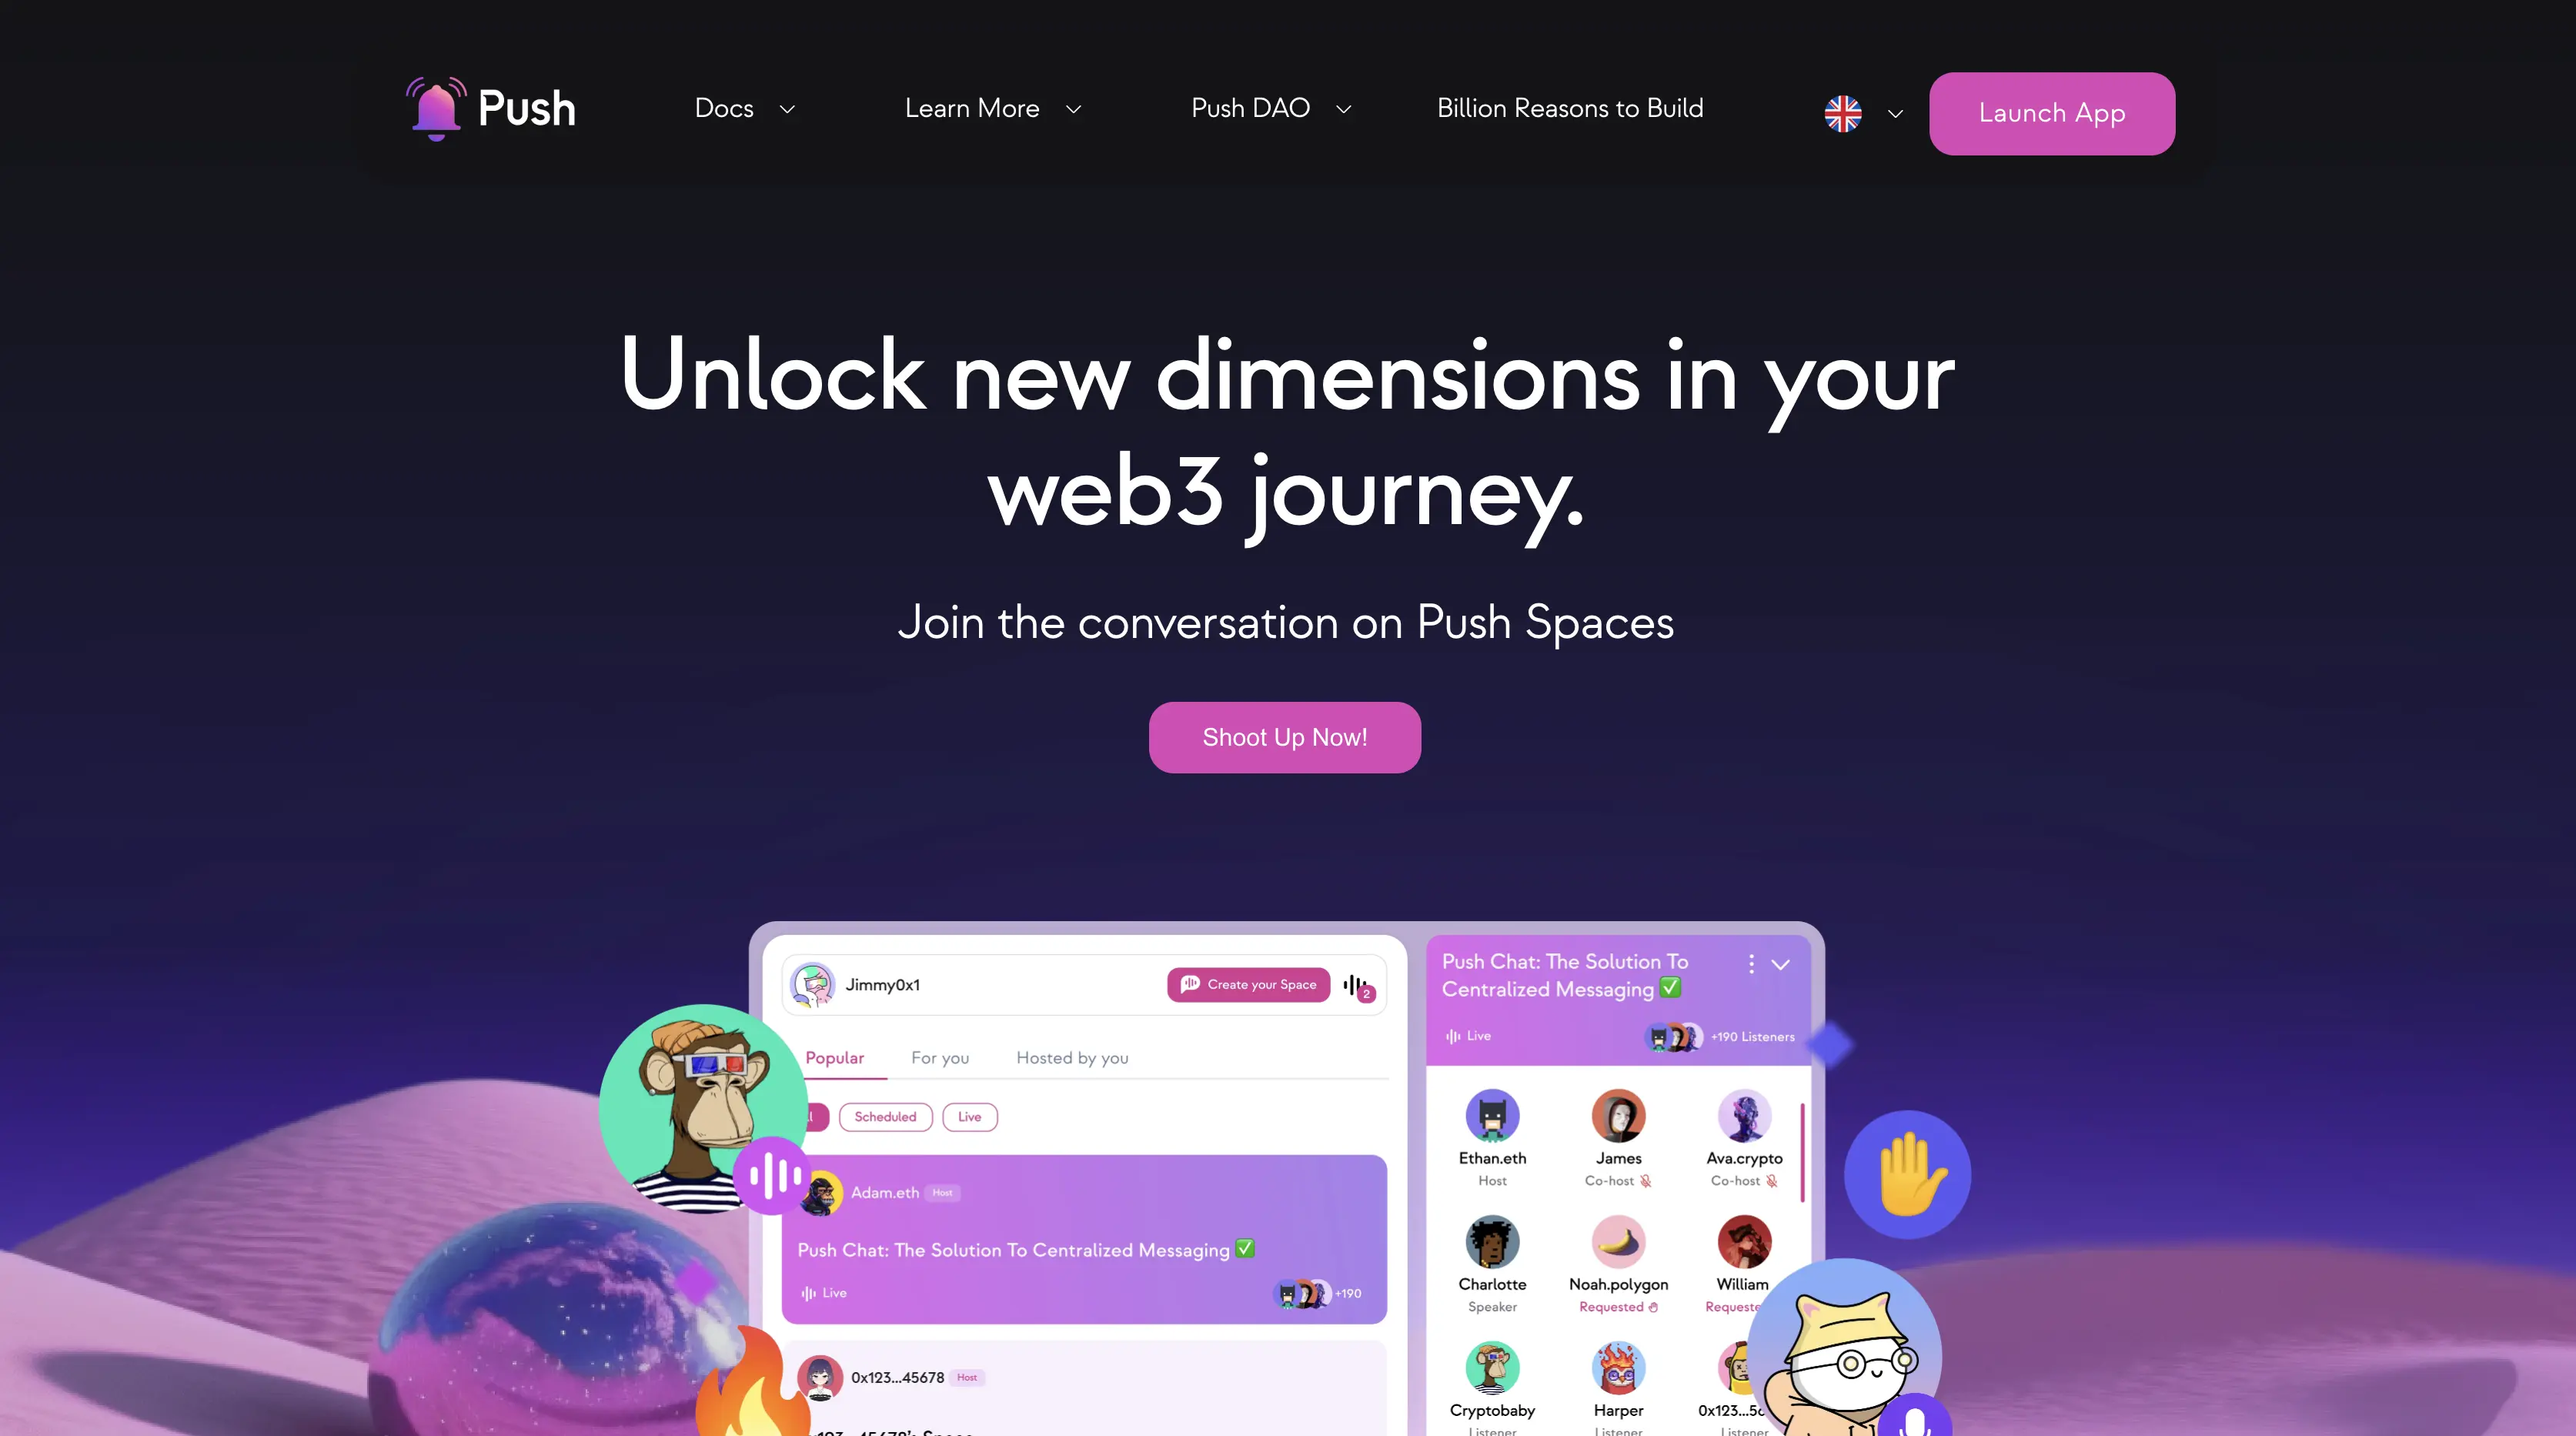 Push
Docs
Learn More
Push DAO
Billion Reasons to Build
Launch App
Unlock new dimensions in your
web3 journey.
Join the conversation on Push Spaces
Shoot Up Now!
Jimmy0x1
Create your Space
2
Popular
For you
Hosted by you
Scheduled
Live
Adam.eth
Host
Push Chat: The Solution To Centralized Messaging ✅
Live
+190
0x123...45678
Host
Push Chat: The Solution To
Centralized Messaging ✅
Live
+190 Listeners
Ethan.eth
Host
James
Co-host
Ava.crypto
Co-host
Charlotte
Speaker
Noah.polygon
Requested
William
Cryptobaby
Listener
Harper
Listener
Listener